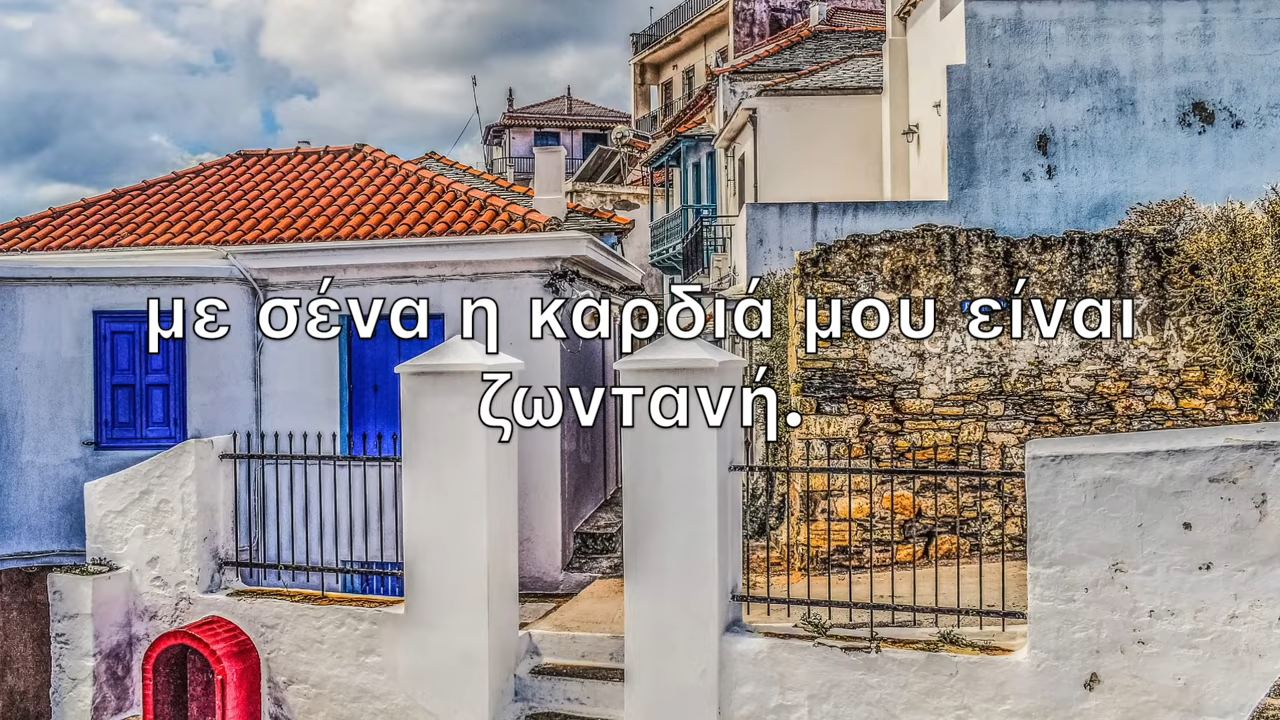 με σένα η καρδιά μου είναι
ζωντανή.